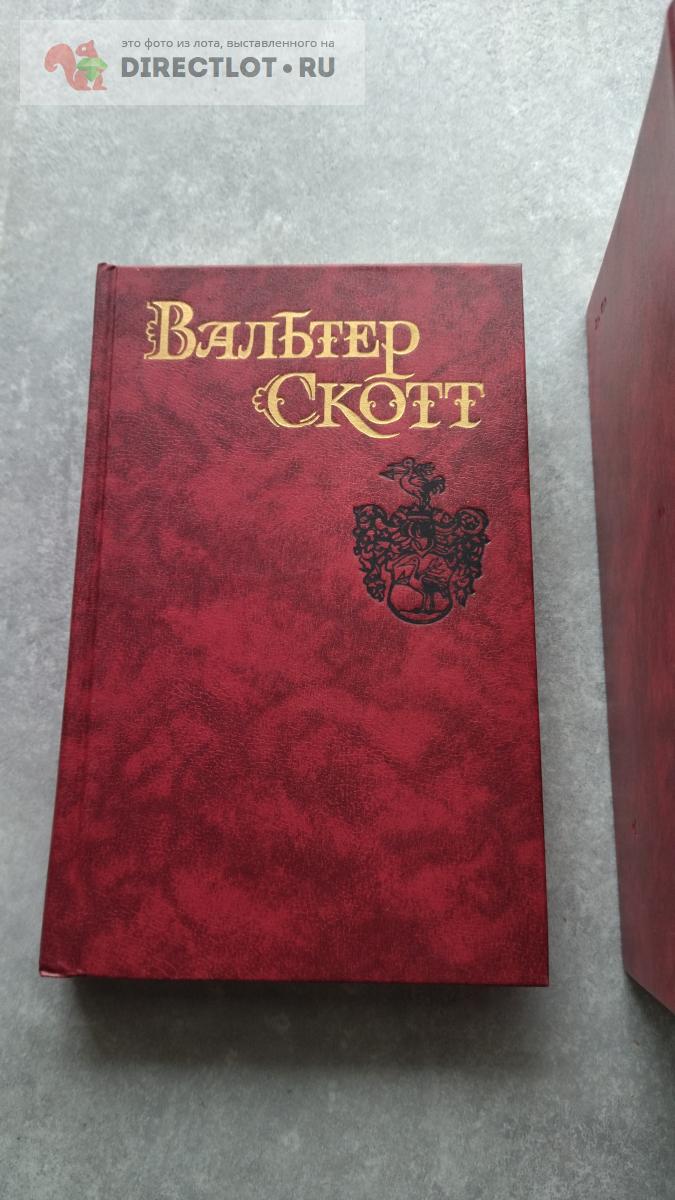 это фото из лота, выставленного на
DIRECTLOT•RU
ВАЛЬТЕР
СКОТТ